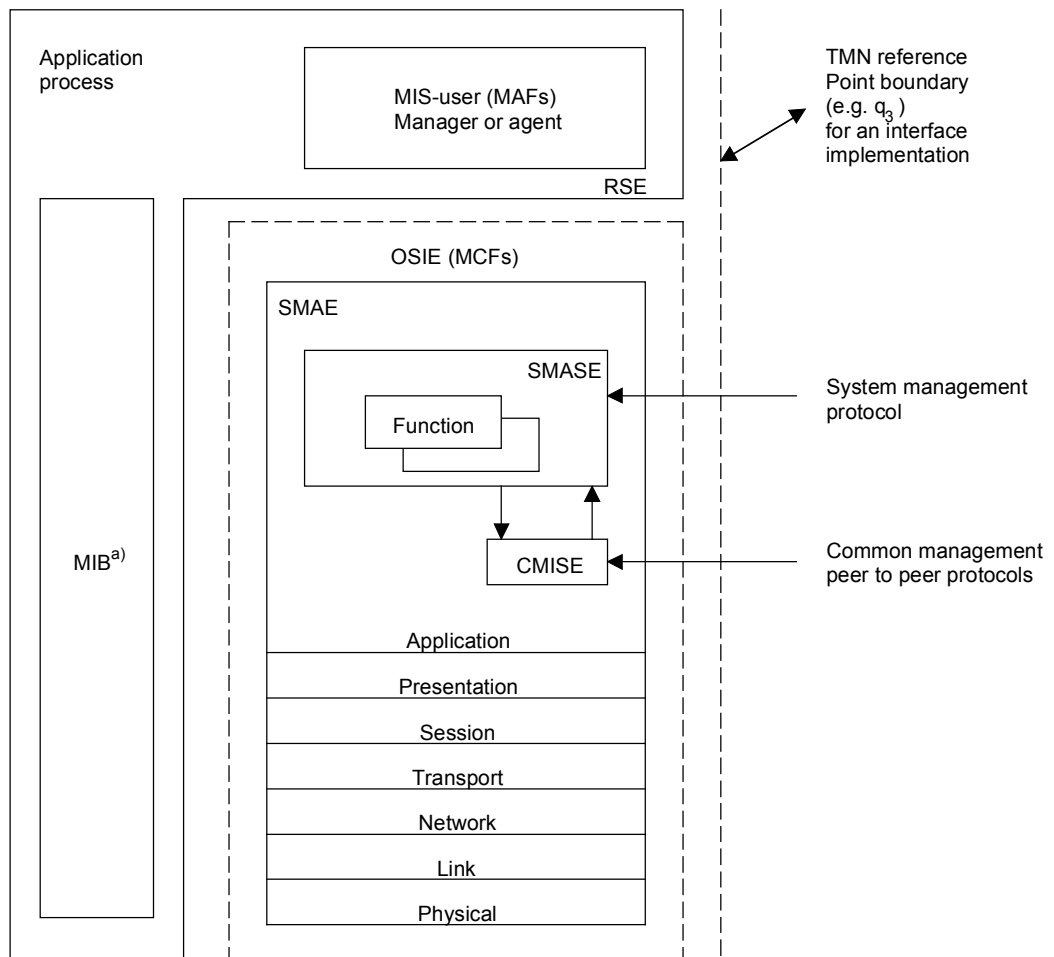 Application
process
MIS-user (MAFs)
Manager or agent
TMN reference
Point boundary
(e.g. q3 )
for an interface
implementation
RSE
OSIE (MCFs)
SMAE
SMASE
Function
System management
protocol
MIBa)
CMISE
Common management
peer to peer protocols
Application
Presentation
Session
Transport
Network
Link
Physical